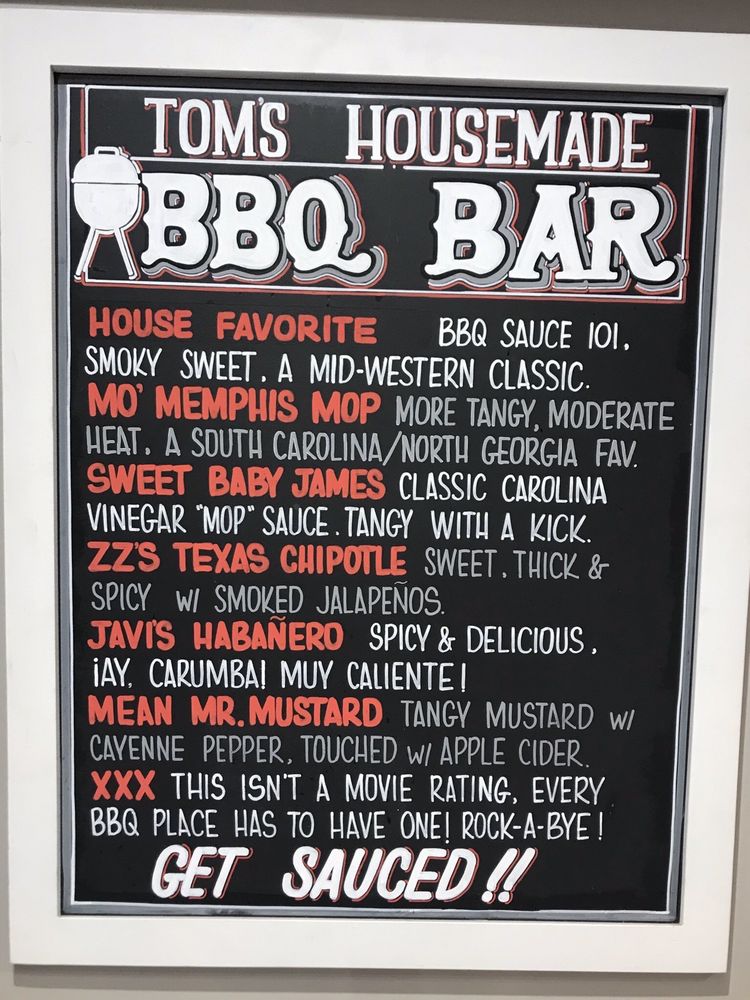 TOM'S HOUSEMADE
BBQ BAR
HOUSE FAVORITE BBQ SAUCE 101.
SMOKY SWEET. A MID-WESTERN CLASSIC.
MO' MEMPHIS MOP MORE TANGY, MODERATE
HEAT. A SOUTH CAROLINA/NORTH GEORGIA FAV.
SWEET BABY JAMES CLASSIC CAROLINA
VINEGAR "MOP" SAUCE. TANGY WITH A KICK.
ZZ'S TEXAS CHIPOTLE SWEET, THICK &
SPICY W/ SMOKED JALAPEÑOS.
JAVI'S HABAÑERO SPICY & DELICIOUS,
¡AY, CARUMBA! MUY CALIENTE!
MEAN MR. MUSTARD TANGY MUSTARD W/
CAYENNE PEPPER, TOUCHED W/ APPLE CIDER.
XXX THIS ISN'T A MOVIE RATING, EVERY
BBQ PLACE HAS TO HAVE ONE! ROCK-A-BYE!
GET SAUCED!!